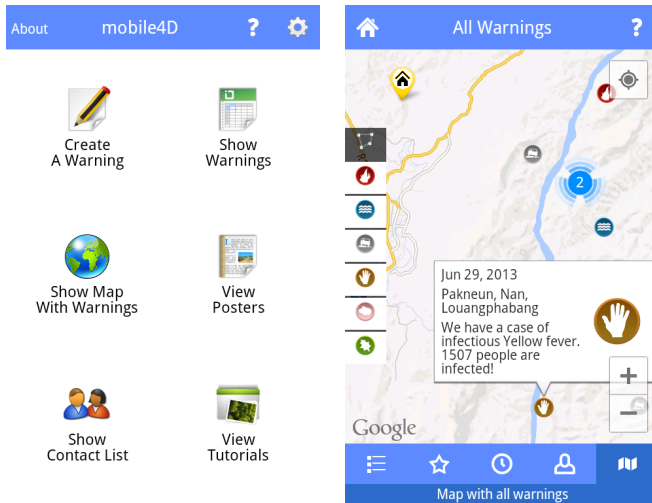 About
mobile4D
?
Create
A Warning
Show
Warnings
Show Map
With Warnings
View
Posters
Show
Contact List
View
Tutorials
All Warnings
?
2
Jun 29, 2013
Pakneun, Nan,
Louangphabang
We have a case of
infectious Yellow fever.
1507 people are
infected!
+
−
Google
Map with all warnings